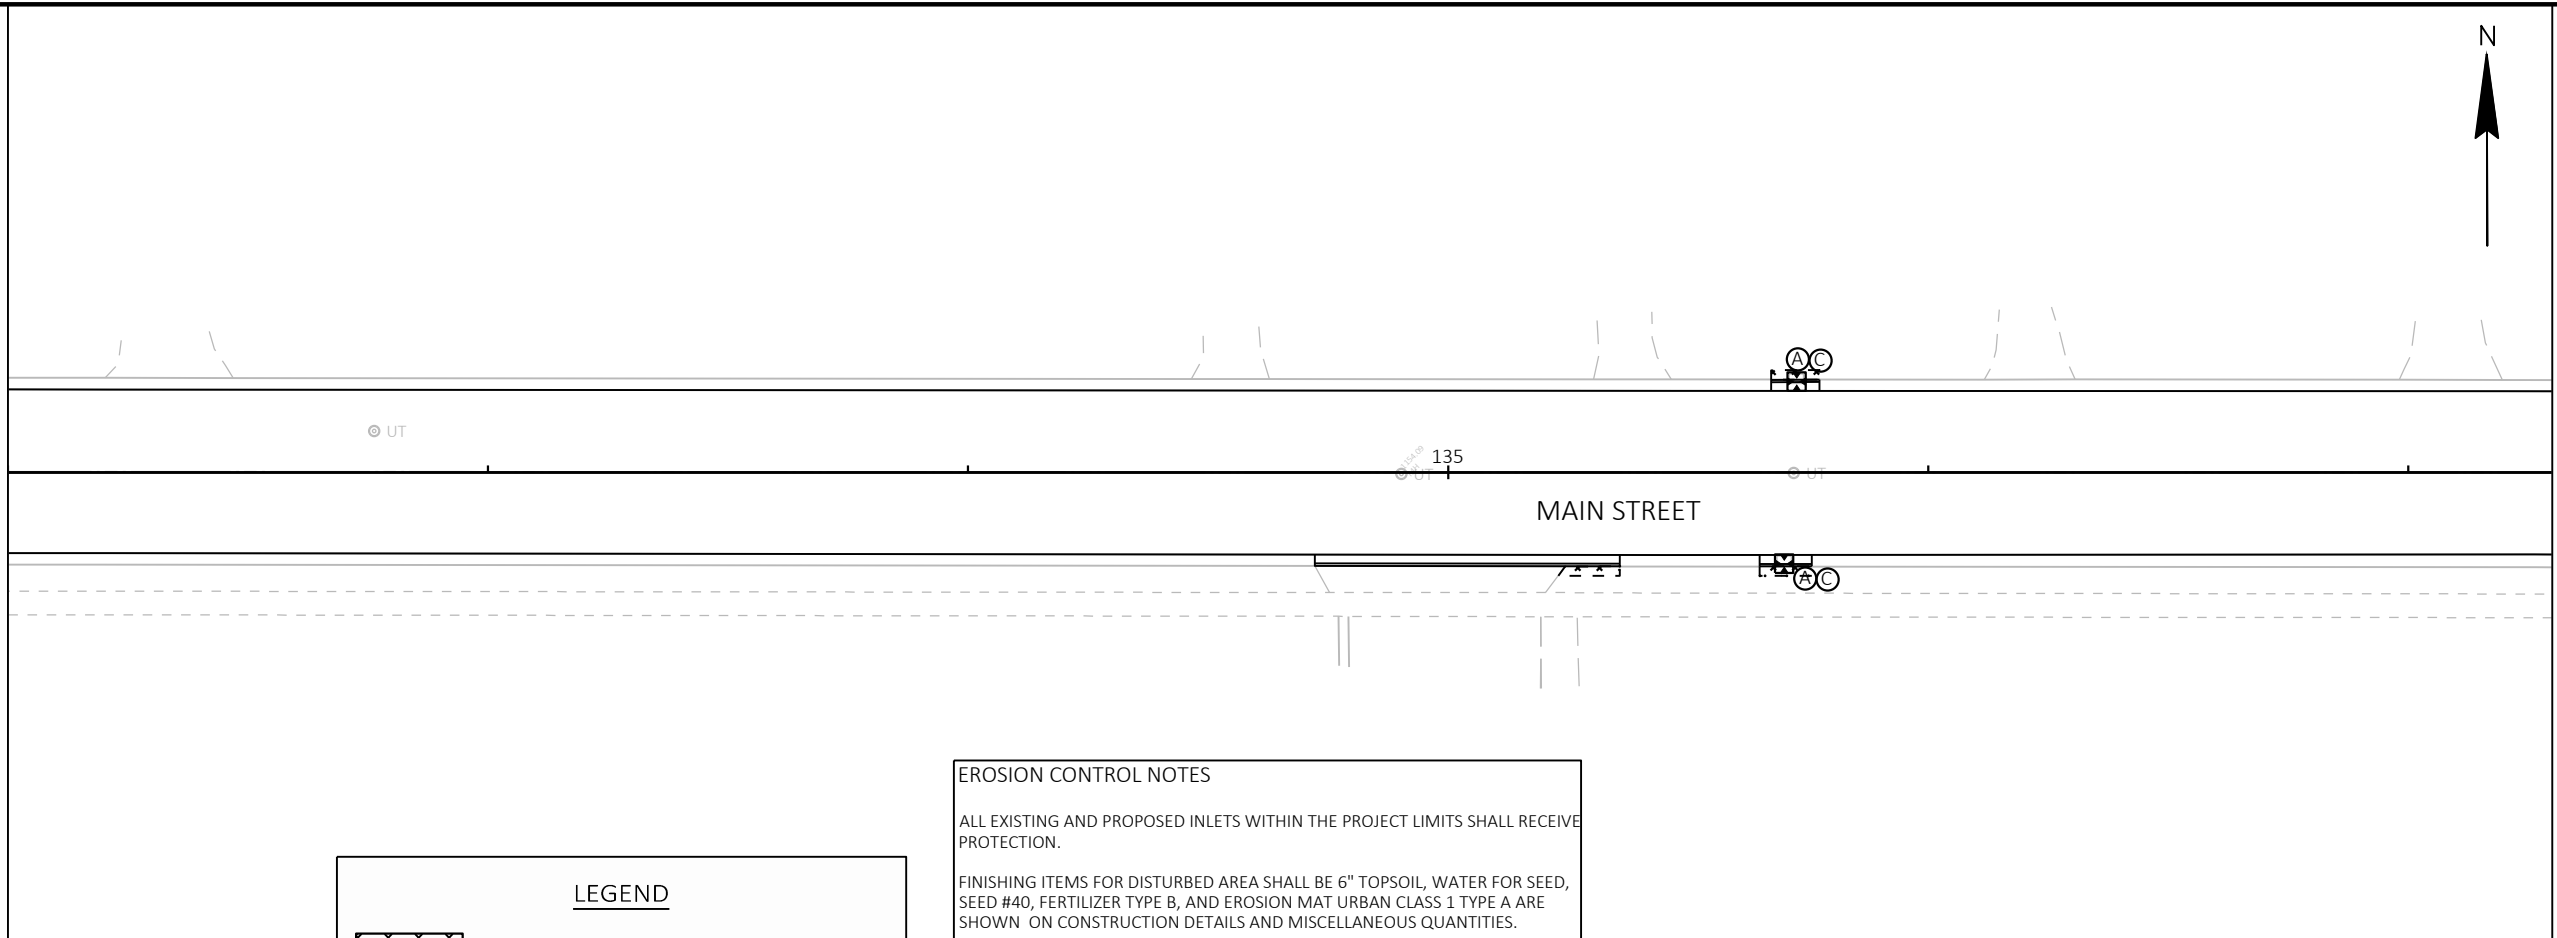 N
A C
UT
154.09
135
UT
UT
MAIN STREET
A C
EROSION CONTROL NOTES
ALL EXISTING AND PROPOSED INLETS WITHIN THE PROJECT LIMITS SHALL RECEIVE
PROTECTION.
LEGEND
FINISHING ITEMS FOR DISTURBED AREA SHALL BE 6" TOPSOIL, WATER FOR SEED,
SEED #40, FERTILIZER TYPE B, AND EROSION MAT URBAN CLASS 1 TYPE A ARE
SHOWN ON CONSTRUCTION DETAILS AND MISCELLANEOUS QUANTITIES.